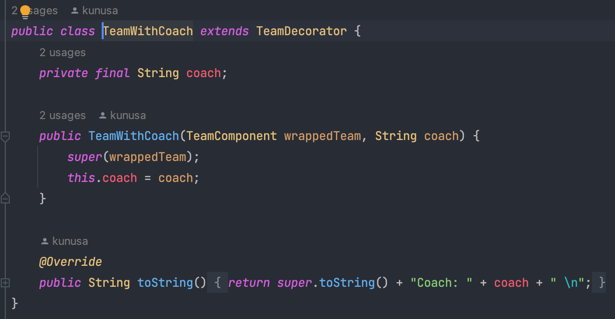 2 usages kunusa
public class TeamWithCoach extends TeamDecorator {
2 usages
private final String coach;
2 usages kunusa
public TeamWithCoach(TeamComponent wrappedTeam, String coach) {
super(wrappedTeam);
this.coach = coach;
}
kunusa
@Override
public String toString() { return super.toString() + "Coach: " + coach + " \n"; }
}